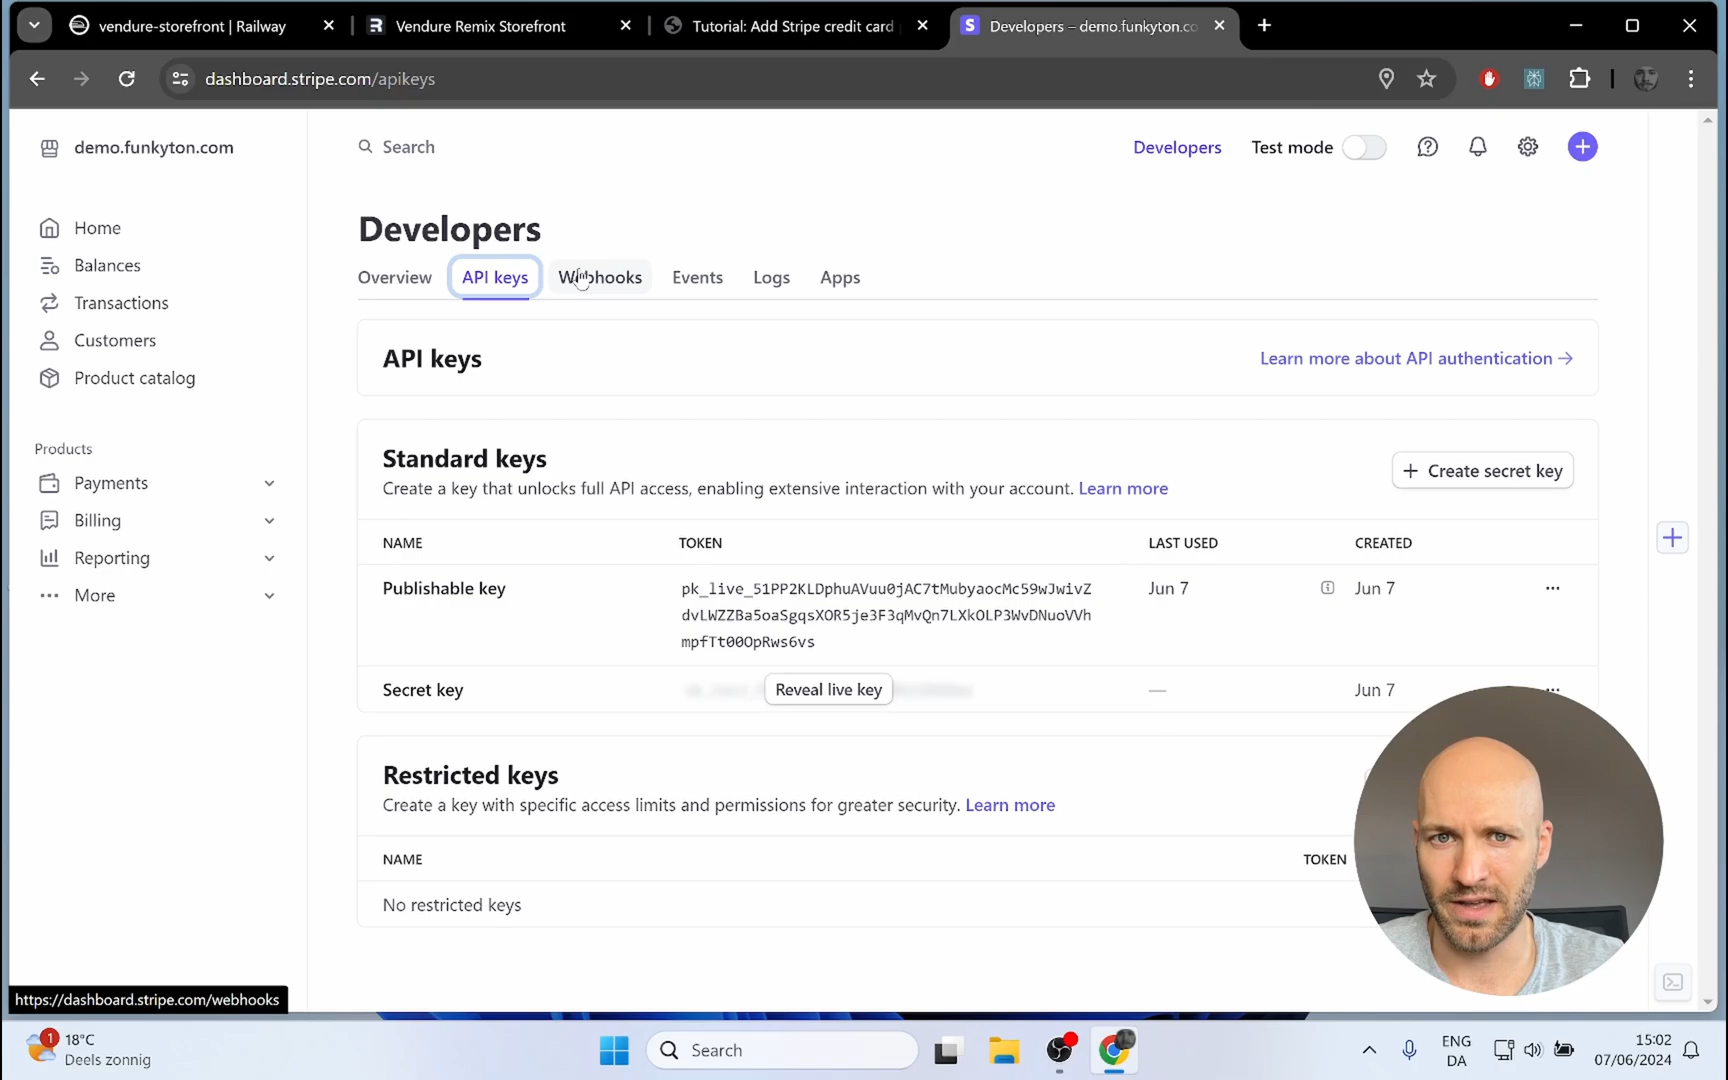 vendure-storefront | Railway
Vendure Remix Storefront
Tutorial: Add Stripe credit card
Developers – demo.funkyton.co
dashboard.stripe.com/apikeys
demo.funkyton.com
Search
Developers
Test mode
Home
Balances
Transactions
Customers
Product catalog
Products
Payments
Billing
Reporting
More
Developers
Overview
API keys
Webhooks
Events
Logs
Apps
API keys
Learn more about API authentication →
Standard keys
Create a key that unlocks full API access, enabling extensive interaction with your account. Learn more
+ Create secret key
NAME
TOKEN
LAST USED
CREATED
Publishable key
pk_live_51PP2KLDphuAVuu0jAC7tMubyaocMc59wJwivZ
dvLWZZBa5oaSgqsXOR5je3F3qMvQn7LXkOLP3WvDNuoVVh
mpfTt00OpRws6vs
Jun 7
Jun 7
Secret key
Reveal live key
—
Jun 7
Restricted keys
Create a key with specific access limits and permissions for greater security. Learn more
NAME
TOKEN
No restricted keys
https://dashboard.stripe.com/webhooks
1
18°C
Deels zonnig
Search
ENG
DA
15:02
07/06/2024